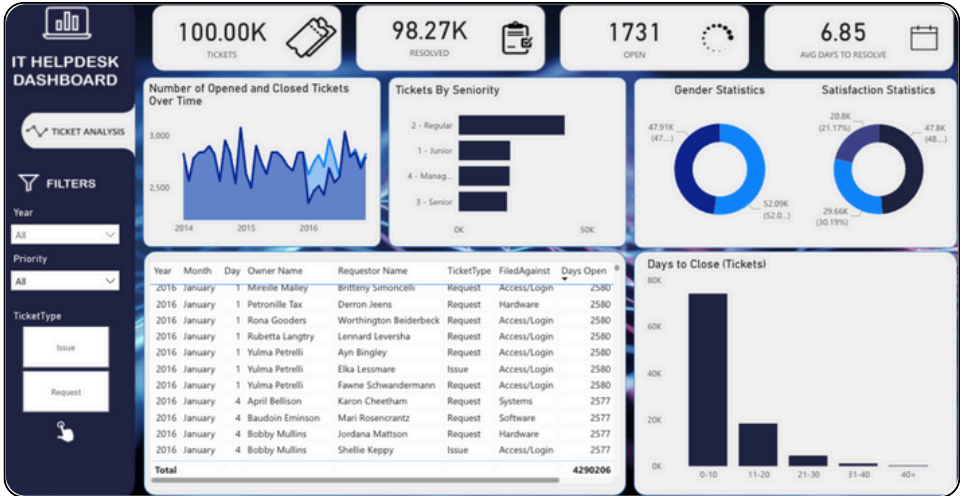 IT HELPDESK
DASHBOARD
TICKET ANALYSIS
FILTERS
Year
All
Priority
All
TicketType
Issue
Request
100.00K
TICKETS
98.27K
RESOLVED
1731
OPEN
6.85
AVG DAYS TO RESOLVE
Number of Opened and Closed Tickets
Over Time
3,000
2,500
2014 2015 2016
Tickets By Seniority
2 - Regular
1 - Junior
4 - Manag...
3 - Senior
0K 50K
Gender Statistics
47.91K
(47...)
52.09K
(52.0...)
Satisfaction Statistics
20.8K
(21.17%)
47.8K
(48....)
29.66K
(30.19%)
Year Month Day Owner Name Requestor Name TicketType FiledAgainst Days Open
2016 January 1 Mireille Malley Britteny Simoncelli Request Access/Login 2580
2016 January 1 Petronille Tax Derron Jeens Request Hardware 2580
2016 January 1 Rona Gooders Worthington Beiderbeck Request Access/Login 2580
2016 January 1 Rubetta Langtry Lennard Leversha Request Access/Login 2580
2016 January 1 Yulma Petrelli Ayn Bingley Request Access/Login 2580
2016 January 1 Yulma Petrelli Elka Lessmare Issue Access/Login 2580
2016 January 1 Yulma Petrelli Fawne Schwandermann Request Access/Login 2580
2016 January 4 April Bellison Karon Cheetham Request Systems 2577
2016 January 4 Baudoin Eminson Mari Rosencrantz Request Software 2577
2016 January 4 Bobby Mullins Jordana Mattson Request Hardware 2577
2016 January 4 Bobby Mullins Shellie Keppy Issue Access/Login 2577
Total 4290206
Days to Close (Tickets)
80K
60K
40K
20K
0K
0-10 11-20 21-30 31-40 40+